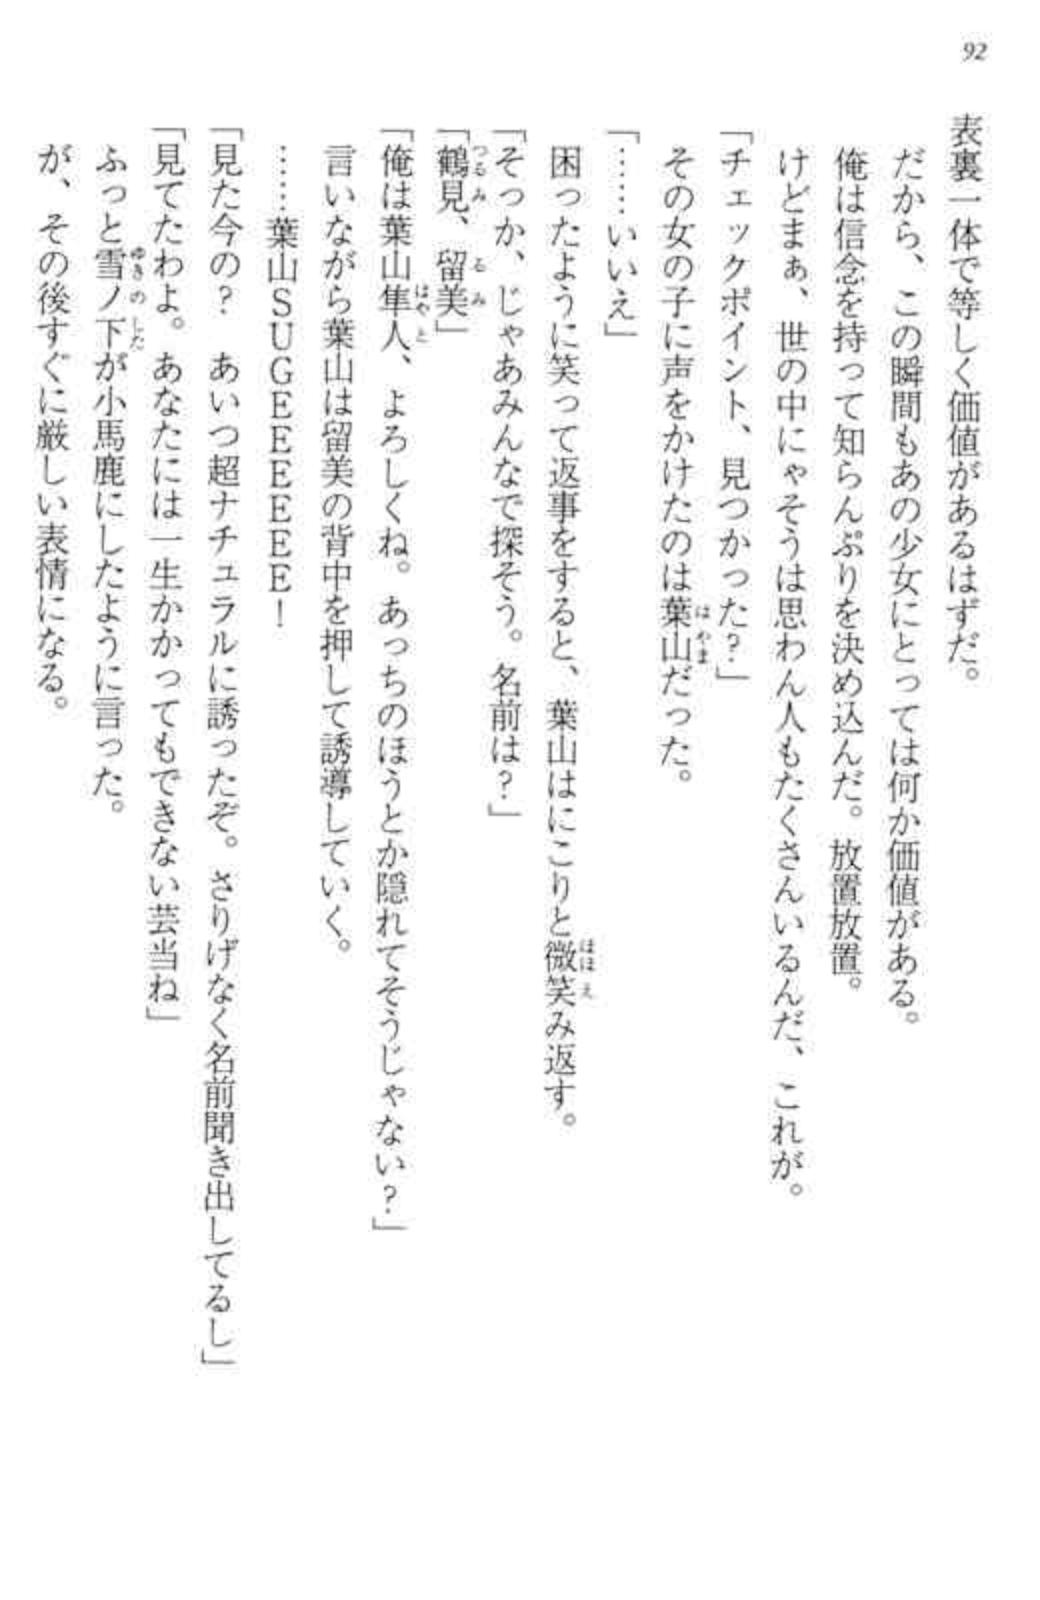 92
表裏一体で等しく価値があるはずだ。
だから、この瞬間もあの少女にとっては何か価値がある。
俺は信念を持って知らんぷりを決め込んだ。放置放置。
けどまぁ、世の中にゃそうは思わん人もたくさんいるんだ、これが。
「チェックポイント、見つかった？」
その女の子に声をかけたのは葉山だった。
「……いいえ」
困ったように笑って返事をすると、葉山はにこりと微笑み返す。
「そっか、じゃあみんなで探そう。名前は？」
「鶴見、留美」
「俺は葉山隼人、よろしくね。あっちのほうとか隠れてそうじゃない？」
言いながら葉山は留美の背中を押して誘導していく。
……葉山ＳＵＧＥＥＥＥＥＥ！
「見た今の？　あいつ超ナチュラルに誘ったぞ。さりげなく名前聞き出してるし」
「見てたわよ。あなたには一生かかってもできない芸当ね」
ふっと雪ノ下が小馬鹿にしたように言った。
が、その後すぐに厳しい表情になる。